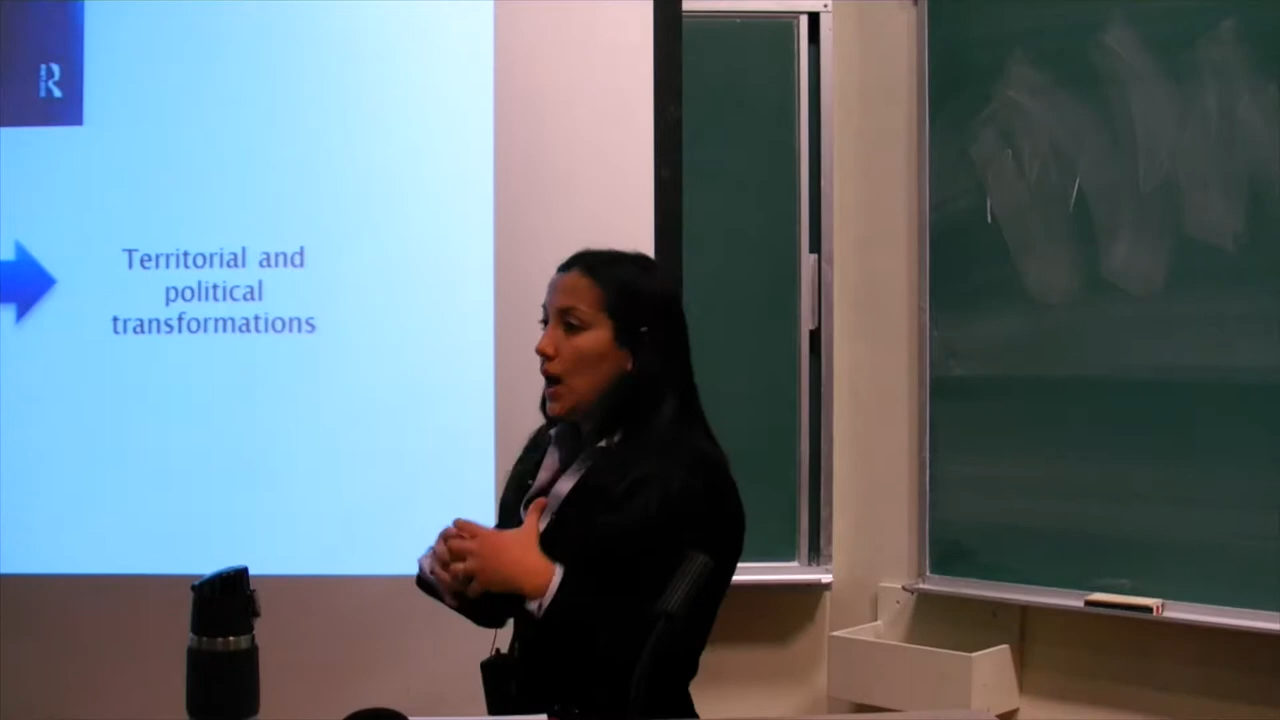 R
Territorial and
political
transformations